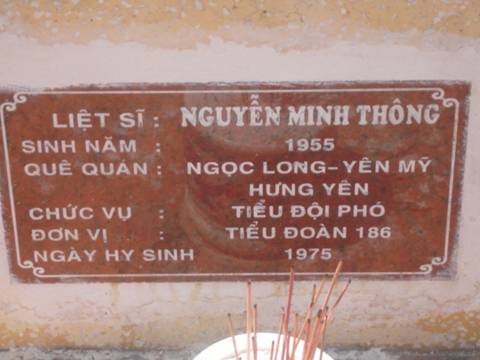 LIỆT SĨ : NGUYỄN MINH THÔNG
SINH NĂM : 1955
QUÊ QUÁN : NGỌC LONG-YÊN MỸ
HƯNG YÊN
CHỨC VỤ : TIỂU ĐỘI PHÓ
ĐƠN VỊ : TIỂU ĐOÀN 186
NGÀY HY SINH 1975